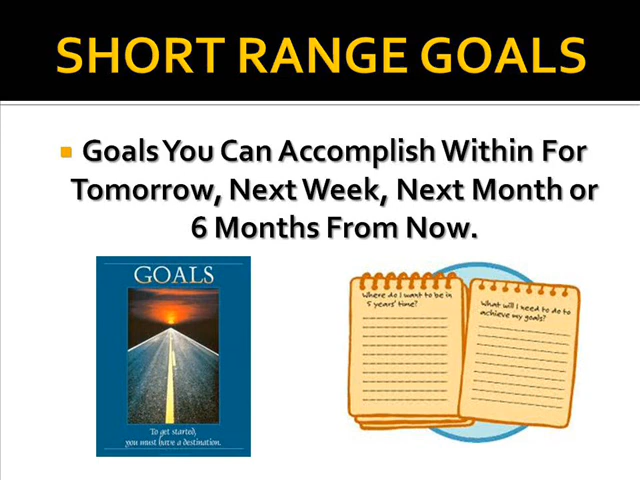 SHORT RANGE GOALS
Goals You Can Accomplish Within For
Tomorrow, Next Week, Next Month or
6 Months From Now.
GOALS
To get started,
you must have a destination.
Where do I want to be in
5 years' time?
What will I need to do to
achieve my goals?